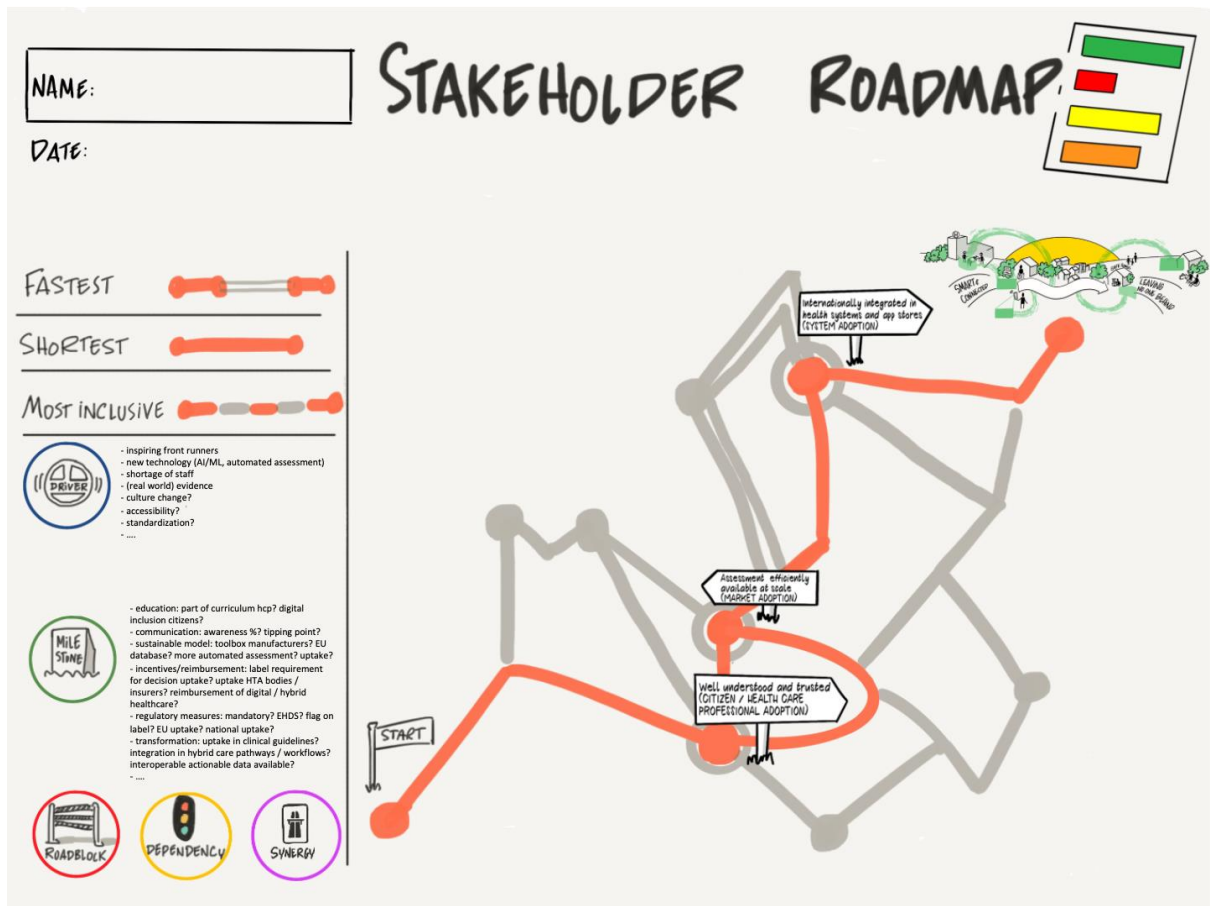 STAKEHOLDER ROADMAP
NAME:
DATE:
FASTEST
SHORTEST
MOST INCLUSIVE
DRIVER
- inspiring front runners
- new technology (AI/ML, automated assessment)
- shortage of staff
- (real world) evidence
- culture change?
- accessibility?
- standardization?
- ....
MILE
STONE
- education: part of curriculum hcp? digital
inclusion citizens?
- communication: awareness %? tipping point?
- sustainable model: toolbox manufacturers? EU
database? more automated assessment? uptake?
- incentives/reimbursement: label requirement
for decision uptake? uptake HTA bodies /
insurers? reimbursement of digital / hybrid
healthcare?
- regulatory measures: mandatory? EHDS? flag on
label? EU uptake? national uptake?
- transformation: uptake in clinical guidelines?
integration in hybrid care pathways / workflows?
interoperable actionable data available?
- ....
ROADBLOCK
DEPENDENCY
SYNERGY
START
Well understood and trusted
(CITIZEN / HEALTH CARE
PROFESSIONAL ADOPTION)
Assessment efficiently
available at scale
(MARKET ADOPTION)
Internationally integrated in
health systems and app stores
(SYSTEM ADOPTION)
SMART &
CONNECTED
LEAVING
NO ONE BEHIND